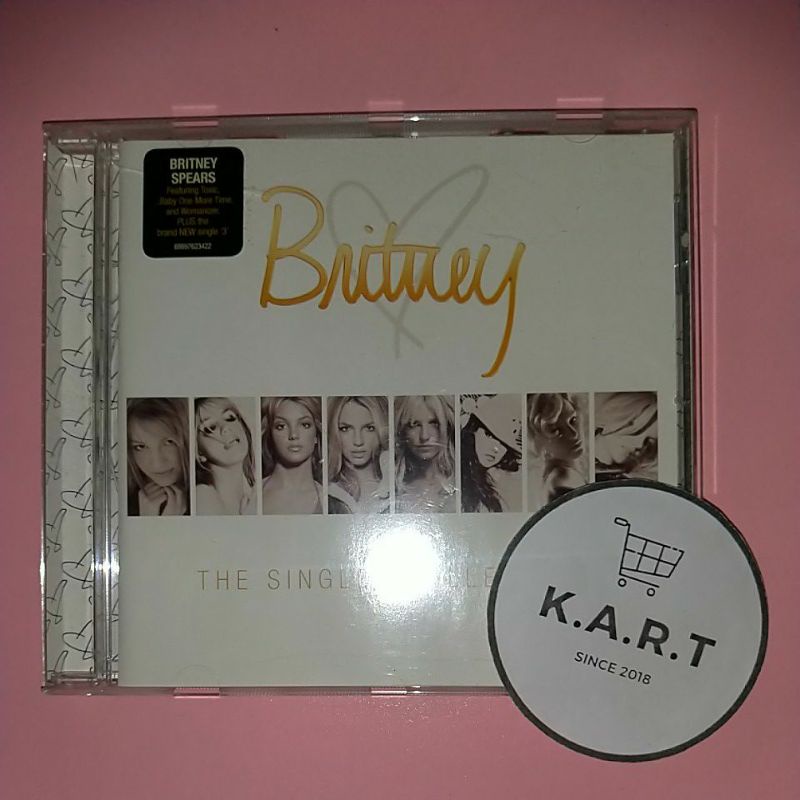 BRITNEY
SPEARS
Featuring Toxic,
...Baby One More Time,
and Womanizer,
PLUS the
brand NEW single '3'
88697623422
Britney
THE SINGL
K.A.R.T
SINCE 2018